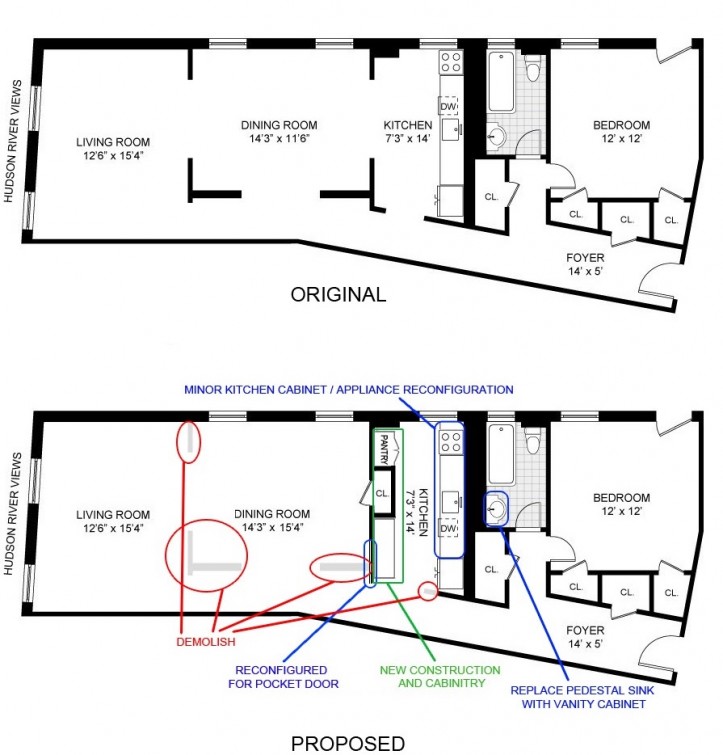 HUDSON RIVER VIEWS
LIVING ROOM
12'6" x 15'4"
DINING ROOM
14'3" x 11'6"
KITCHEN
7'3" x 14'
DW
CL.
BEDROOM
12' x 12'
CL.
CL.
CL.
FOYER
14' x 5'
ORIGINAL
MINOR KITCHEN CABINET / APPLIANCE RECONFIGURATION
HUDSON RIVER VIEWS
LIVING ROOM
12'6" x 15'4"
DINING ROOM
14'3" x 15'4"
PANTRY
CL.
KITCHEN
7'3" x 14'
DW
CL.
BEDROOM
12' x 12'
CL.
CL.
CL.
FOYER
14' x 5'
DEMOLISH
RECONFIGURED
FOR POCKET DOOR
NEW CONSTRUCTION
AND CABINITRY
REPLACE PEDESTAL SINK
WITH VANITY CABINET
PROPOSED